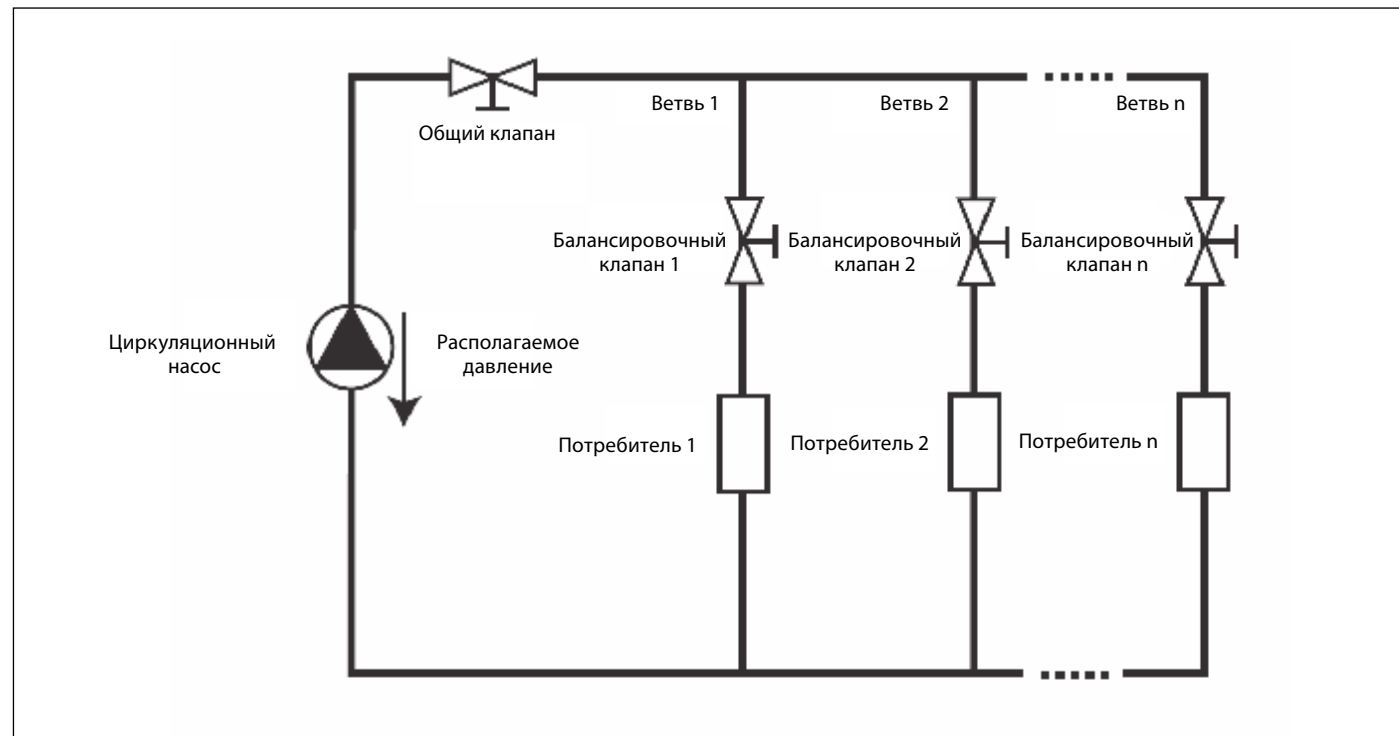 Общий клапан
Ветвь 1
Ветвь 2
Ветвь n
Балансировочный
клапан 1
Балансировочный
клапан 2
Балансировочный
клапан n
Циркуляционный
насос
Располагаемое
давление
Потребитель 1
Потребитель 2
Потребитель n